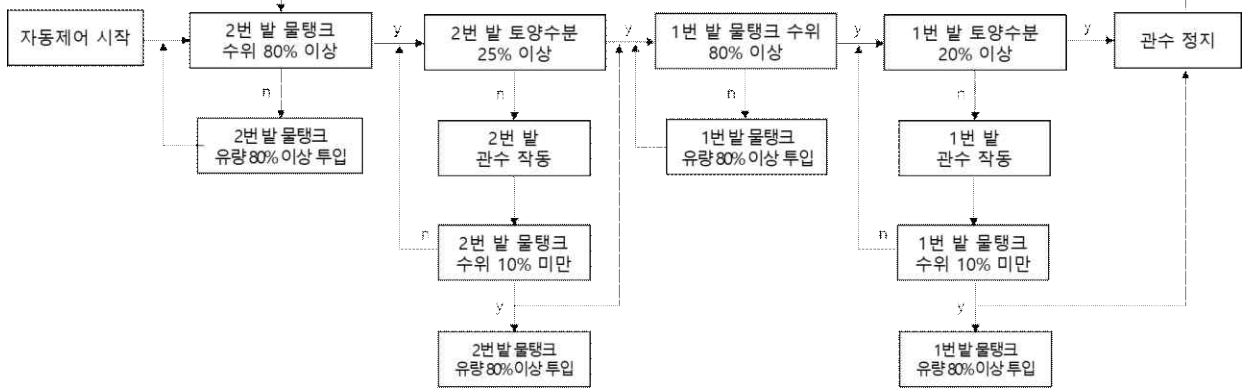 자동제어 시작
2번 밭 물탱크
수위 80% 이상
y
2번 밭 토양수분
25% 이상
y
1번 밭 물탱크 수위
80% 이상
y
1번 밭 토양수분
20% 이상
y
관수 정지
n
n
n
n
2번 밭 물탱크
유량 80% 이상 투입
2번 밭
관수 작동
1번 밭 물탱크
유량 80% 이상 투입
1번 밭
관수 작동
n
2번 밭 물탱크
수위 10% 미만
n
1번 밭 물탱크
수위 10% 미만
y
y
2번 밭 물탱크
유량 80% 이상 투입
1번 밭 물탱크
유량 80% 이상 투입